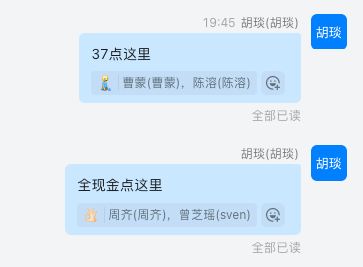 19:45 胡琰(胡琰)
胡琰
37点这里
曹蒙(曹蒙)，陈溶(陈溶)
全部已读
胡琰(胡琰)
胡琰
全现金点这里
周齐(周齐)，曾芝瑶(sven)
全部已读